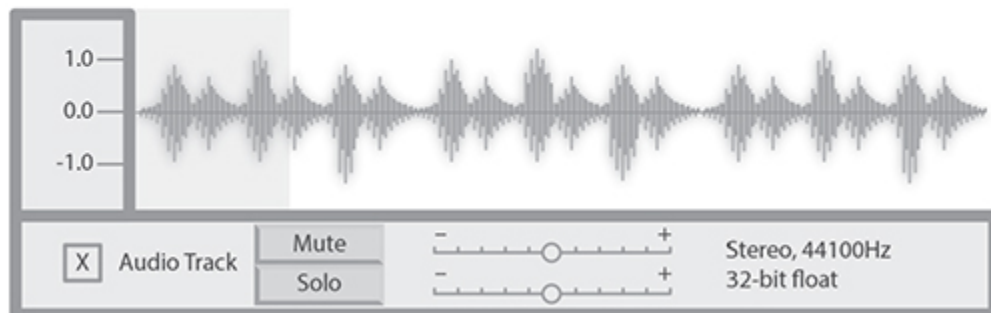 1.0
0.0
-1.0
X
Audio Track
Mute
Solo
- +
- +
Stereo, 44100Hz
32-bit float